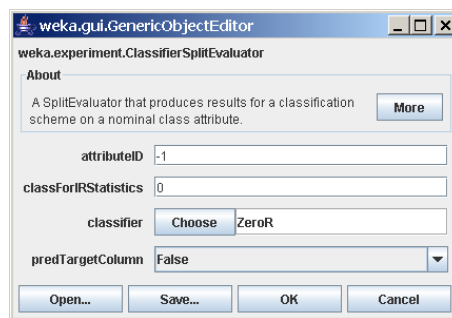 weka.gui.GenericObjectEditor
weka.experiment.ClassifierSplitEvaluator
About
A SplitEvaluator that produces results for a classification
scheme on a nominal class attribute.
More
attributeID -1
classForIRStatistics 0
classifier Choose ZeroR
predTargetColumn False
Open... Save... OK Cancel